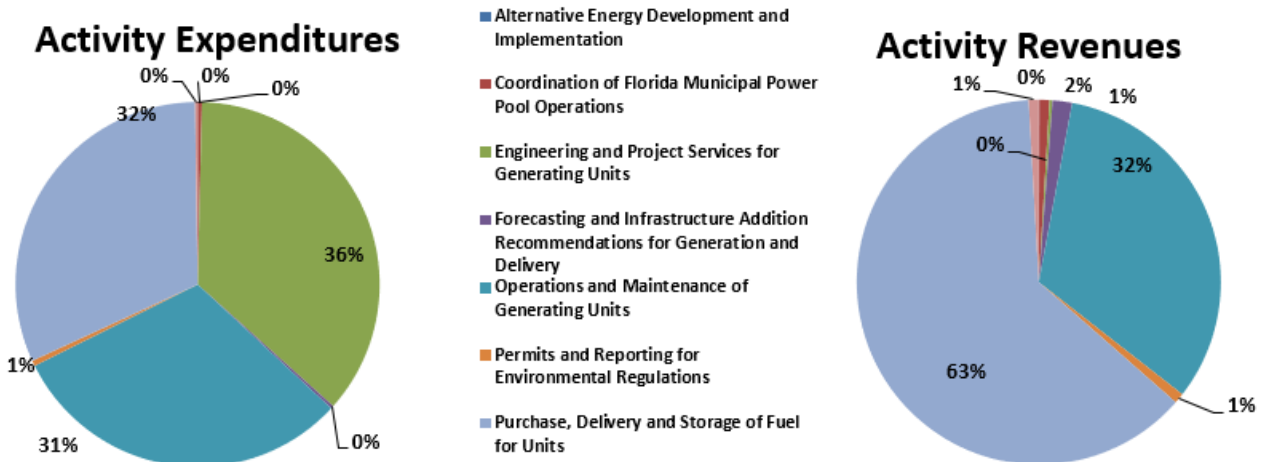 Activity Expenditures
0%
0%
0%
32%
36%
1%
31%
0%
Alternative Energy Development and
Implementation
Coordination of Florida Municipal Power
Pool Operations
Engineering and Project Services for
Generating Units
Forecasting and Infrastructure Addition
Recommendations for Generation and
Delivery
Operations and Maintenance of
Generating Units
Permits and Reporting for
Environmental Regulations
Purchase, Delivery and Storage of Fuel
for Units
Activity Revenues
1%
0%
2%
1%
0%
32%
63%
1%